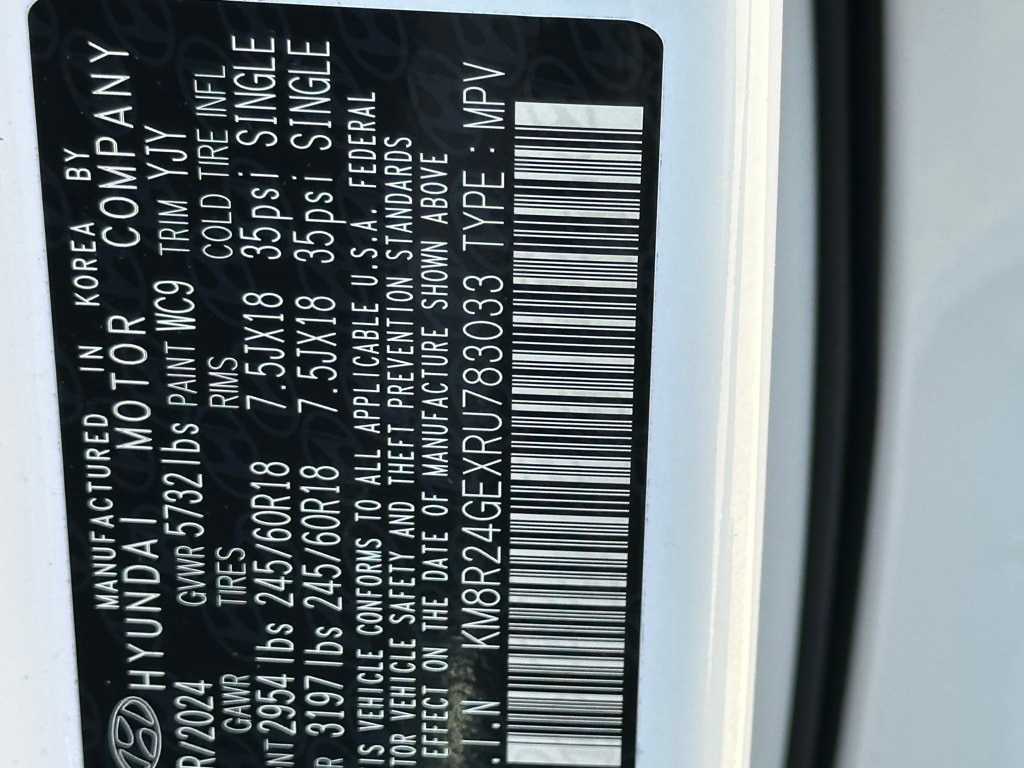 MANUFACTURED IN KOREA BY
HYUNDAI MOTOR COMPANY
R/2024 GVWR 5732lbs PAINT WC9 TRIM YJY
GAWR TIRES RIMS COLD TIRE INFL
NT 2954lbs 245/60R18 7.5JX18 35psi SINGLE
R 3197lbs 245/60R18 7.5JX18 35psi SINGLE
IS VEHICLE CONFORMS TO ALL APPLICABLE U.S.A. FEDERAL
TOR VEHICLE SAFETY AND THEFT PREVENTION STANDARDS
EFFECT ON THE DATE OF MANUFACTURE SHOWN ABOVE
.I.N KM8R24GEXRU783033 TYPE : MPV